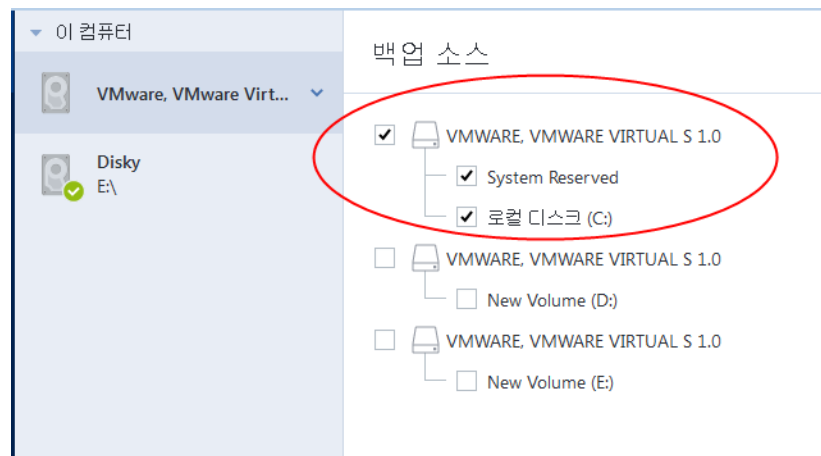 이 컴퓨터
VMware, VMware Virt...
Disky
E:\
백업 소스
VMWARE, VMWARE VIRTUAL S 1.0
System Reserved
로컬 디스크 (C:)
VMWARE, VMWARE VIRTUAL S 1.0
New Volume (D:)
VMWARE, VMWARE VIRTUAL S 1.0
New Volume (E:)